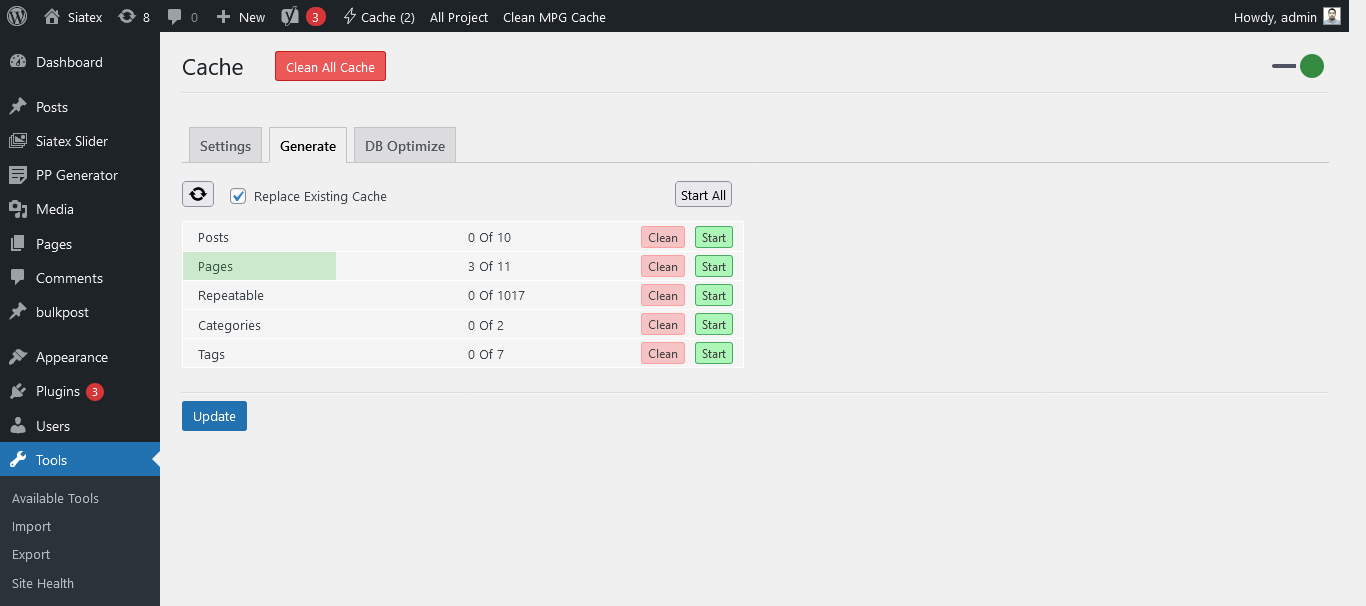 Siatex 8 0 New 3 Cache (2) All Project Clean MPG Cache Howdy, admin
Dashboard
Posts
Siatex Slider
PP Generator
Media
Pages
Comments
bulkpost
Appearance
Plugins 3
Users
Tools
Available Tools
Import
Export
Site Health
Cache Clean All Cache
Settings Generate DB Optimize
Replace Existing Cache Start All
Posts 0 Of 10 Clean Start
Pages 3 Of 11 Clean Start
Repeatable 0 Of 1017 Clean Start
Categories 0 Of 2 Clean Start
Tags 0 Of 7 Clean Start
Update